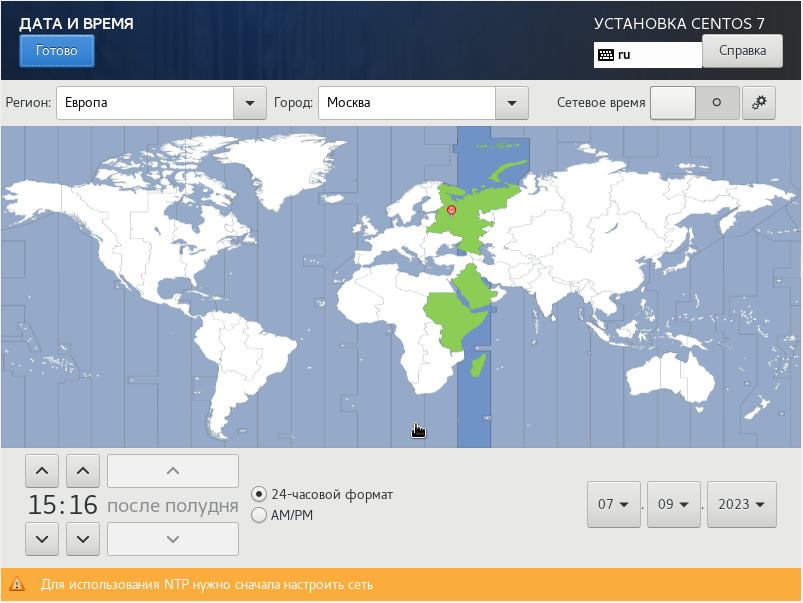 ДАТА И ВРЕМЯ
УСТАНОВКА CENTOS 7
Готово
ru
Справка
Регион:
Европа
Город:
Москва
Сетевое время
15:16
после полудня
24-часовой формат
AM/PM
07
.
09
.
2023
Для использования NTP нужно сначала настроить сеть